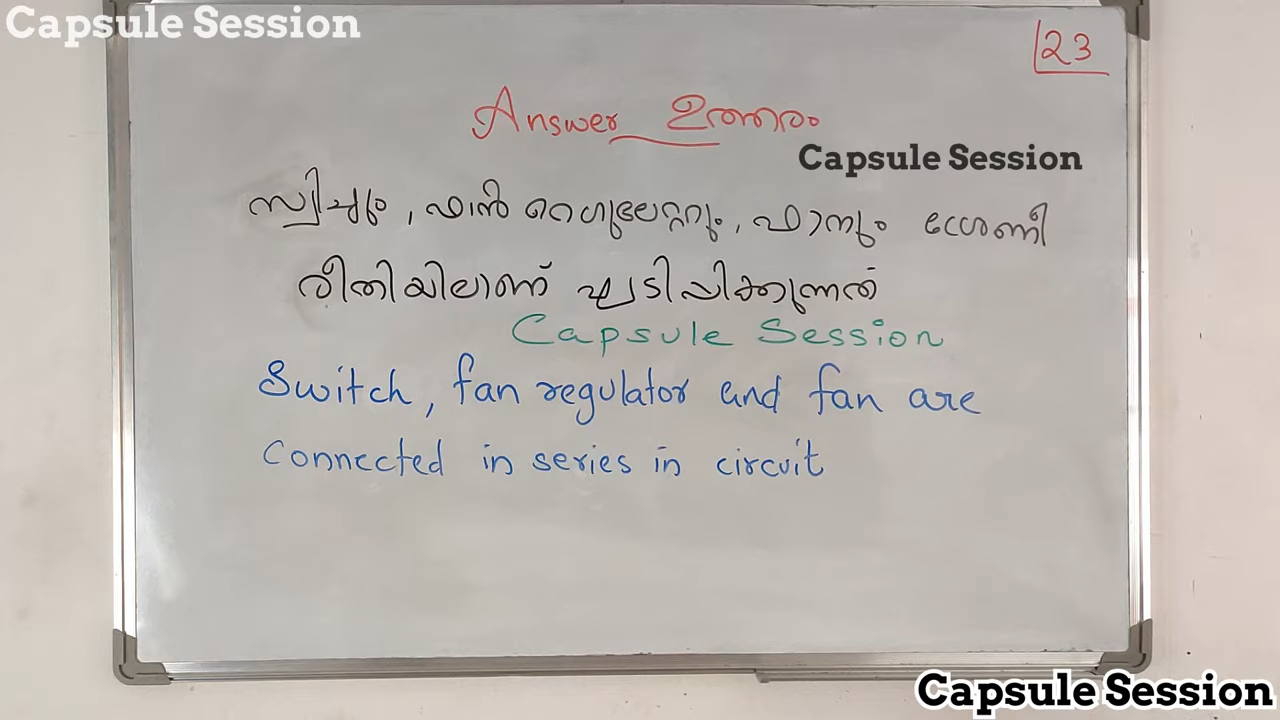 Capsule Session
23
Answer ഉത്തരം
Capsule Session
സ്വിച്ചും, ഫാൻ റെഗുലേറ്ററും, ഫാനും ശ്രേണീ
രീതിയിലാണ് ഘടിപ്പിക്കുന്നത്
Capsule Session
Switch, fan regulator and fan are
connected in series in circuit
Capsule Session